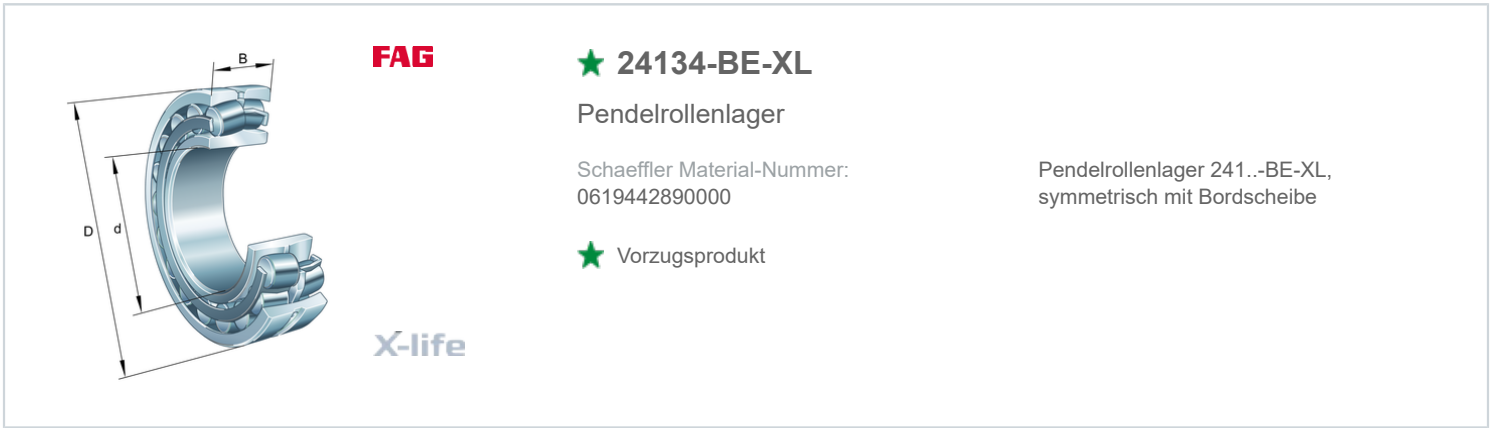 B
D
d
FAG
X-life
24134-BE-XL
Pendelrollenlager
Schaeffler Material-Nummer:
0619442890000
Vorzugsprodukt
Pendelrollenlager 241..-BE-XL,
symmetrisch mit Bordscheibe